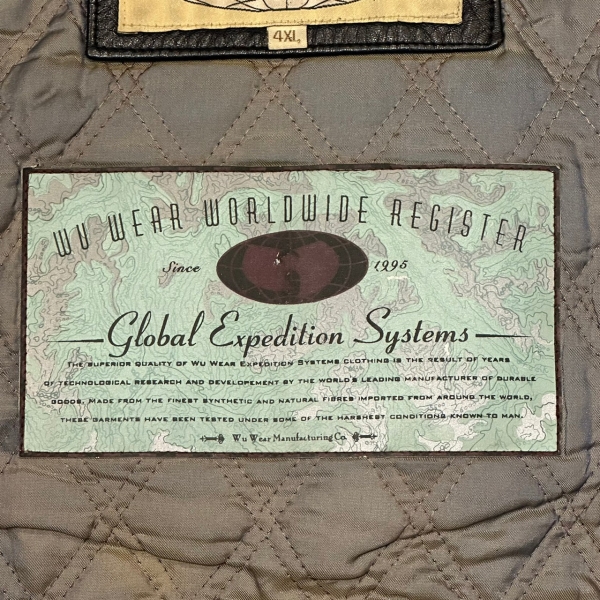 4XL
WU WEAR WORLDWIDE REGISTER
Since 1995
Global Expedition Systems
THE SUPERIOR QUALITY OF WU WEAR EXPEDITION SYSTEMS CLOTHING IS THE RESULT OF YEARS
OF TECHNOLOGICAL RESEARCH AND DEVELOPEMENT BY THE WORLD'S LEADING MANUFACTURER OF DURABLE
GOODS. MADE FROM THE FINEST SYNTHETIC AND NATURAL FIBRES IMPORTED FROM AROUND THE WORLD,
THESE GARMENTS HAVE BEEN TESTED UNDER SOME OF THE HARSHEST CONDITIONS KNOWN TO MAN.
Wu Wear Manufacturing Co.